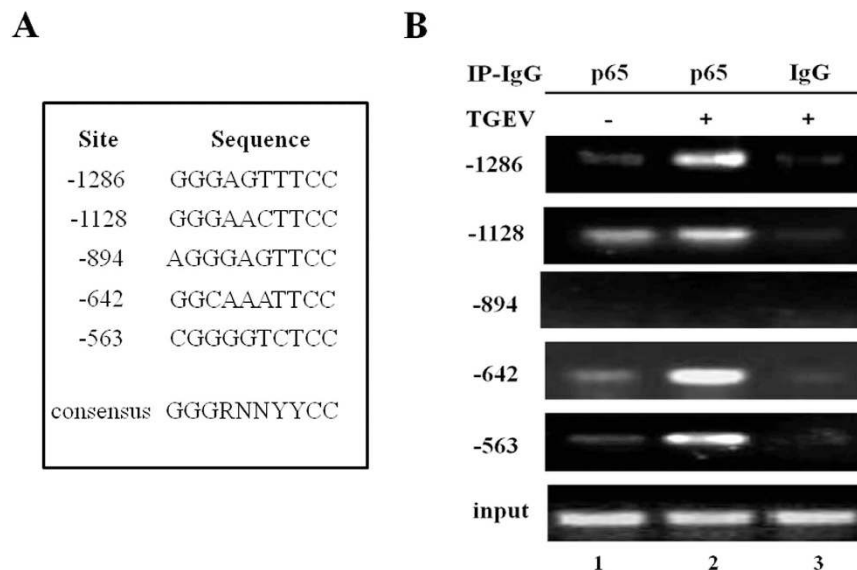 A
Site Sequence
-1286 GGGAGTTTCC
-1128 GGGAACTTCC
-894 AGGGAGTTCC
-642 GGCAAATTCC
-563 CGGGGTCTCC
consensus GGGRNNYYCC
B
IP-IgG p65 p65 IgG
TGEV - + +
-1286
-1128
-894
-642
-563
input
1 2 3